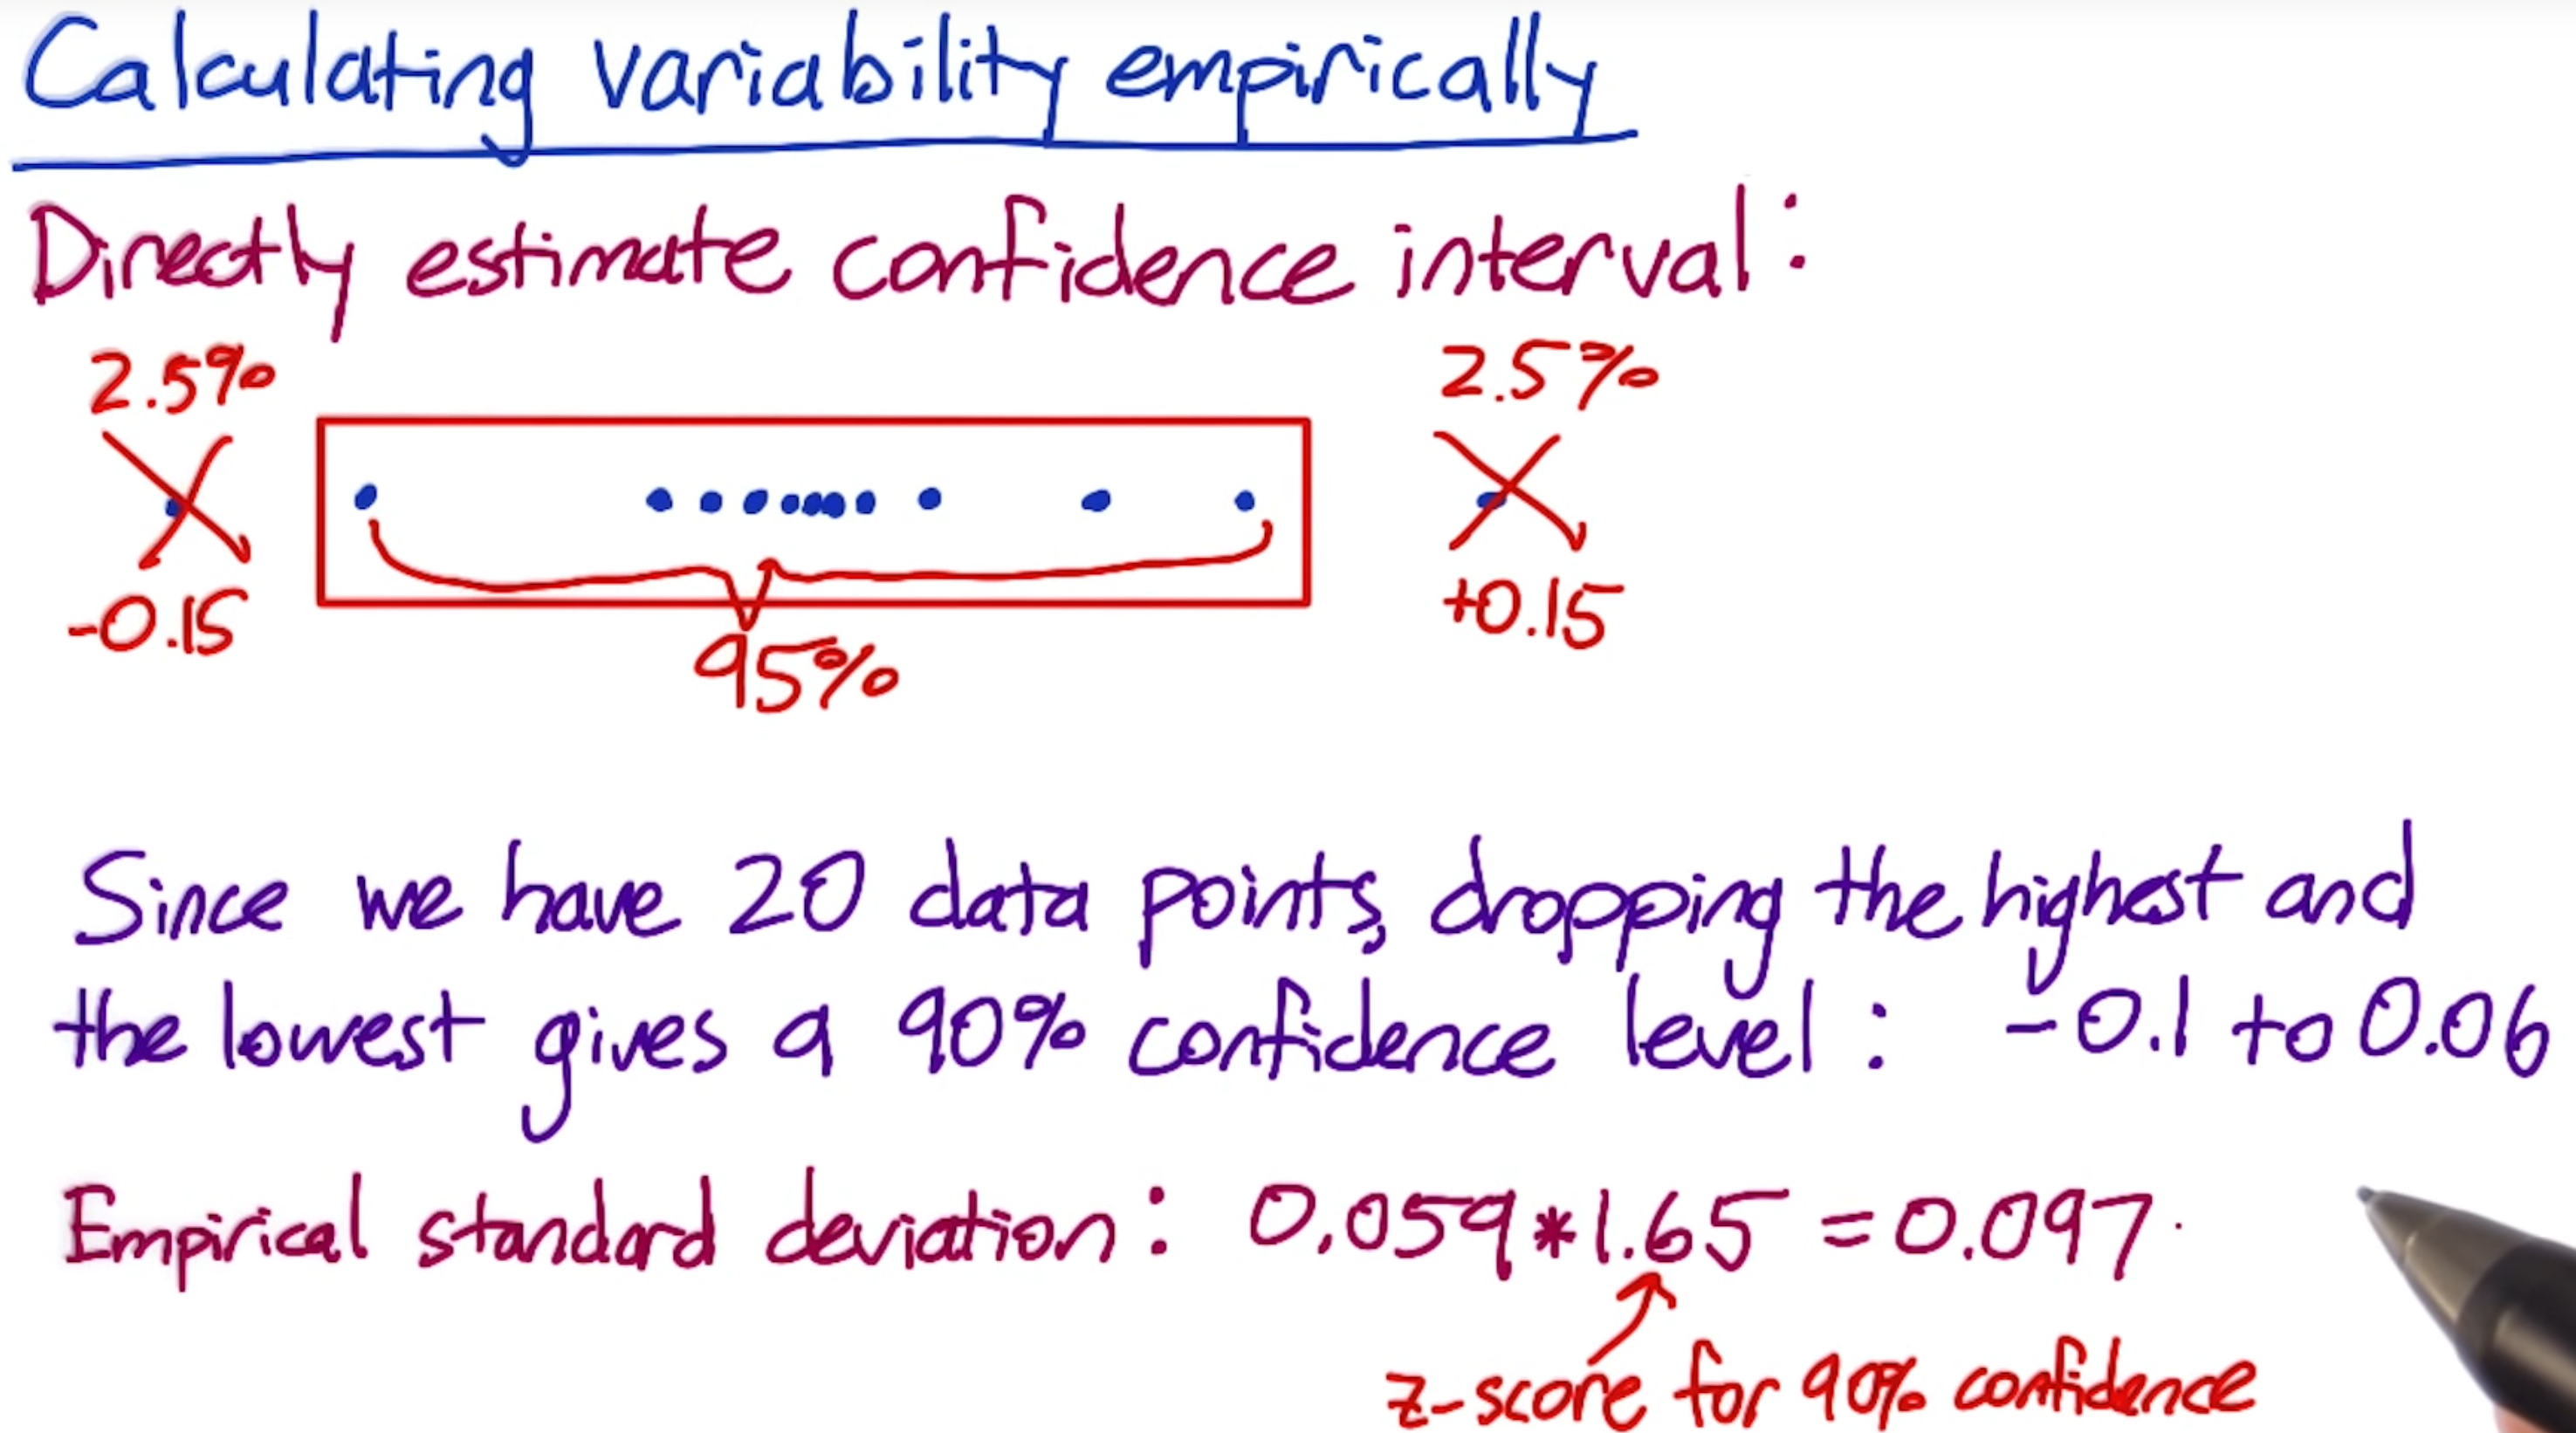 Calculating variability empirically
Directly estimate confidence interval:
2.5% 2.5%
-0.15 +0.15
95%
Since we have 20 data points, dropping the highest and
the lowest gives a 90% confidence level: -0.1 to 0.06
Empirical standard deviation: 0.059*1.65 = 0.097
z-score for 90% confidence